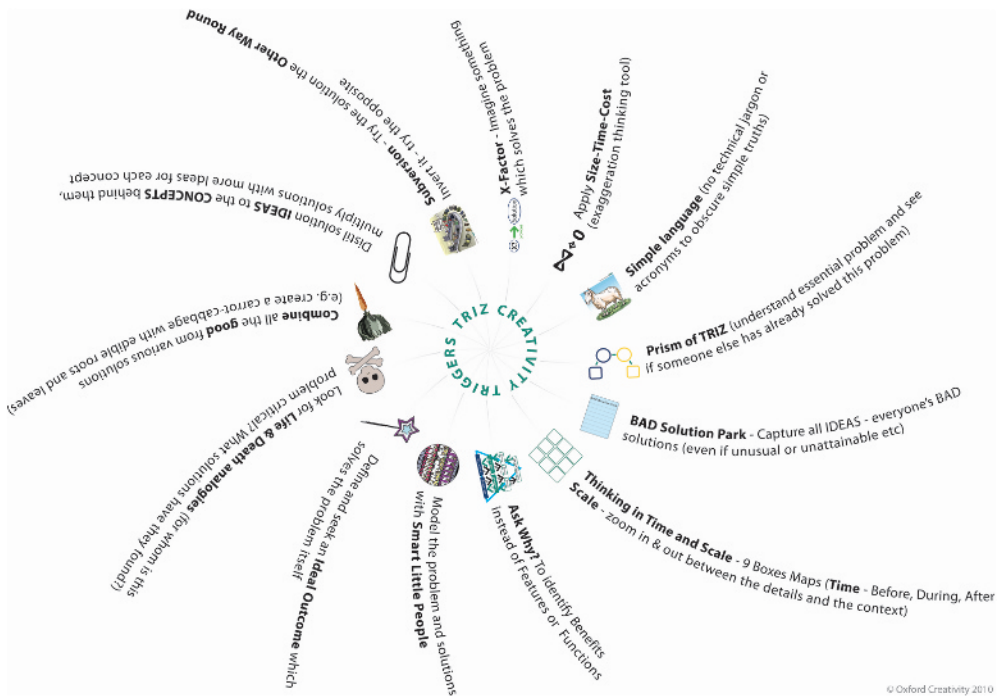 TRIZ CREATIVITY TRIGGERS
X-Factor - Imagine something
which solves the problem
Apply Size-Time-Cost
(exaggeration thinking tool)
Simple language (no technical jargon or
acronyms to obscure simple truths)
Prism of TRIZ (understand essential problem and see
if someone else has already solved this problem)
BAD Solution Park - Capture all IDEAS - everyone's BAD
solutions (even if unusual or unattainable etc)
Thinking in Time and Scale - 9 Boxes Maps (Time - Before, During, After
Scale - zoom in & out between the details and the context)
Ask Why? To identify Benefits
instead of Features or Functions
Model the problem and solutions
with Smart Little People
Define and seek an Ideal Outcome which
solves the problem itself
Look for Life & Death analogies (for whom is this
problem critical? What solutions have they found?)
Combine all the good from various solutions
(e.g. create a carrot-cabbage with edible roots and leaves)
Distil solution IDEAS to the CONCEPTS behind them,
multiply solutions with more Ideas for each concept
Subversion - Try the solution the Other Way Round
Invert it - try the opposite
© Oxford Creativity 2010